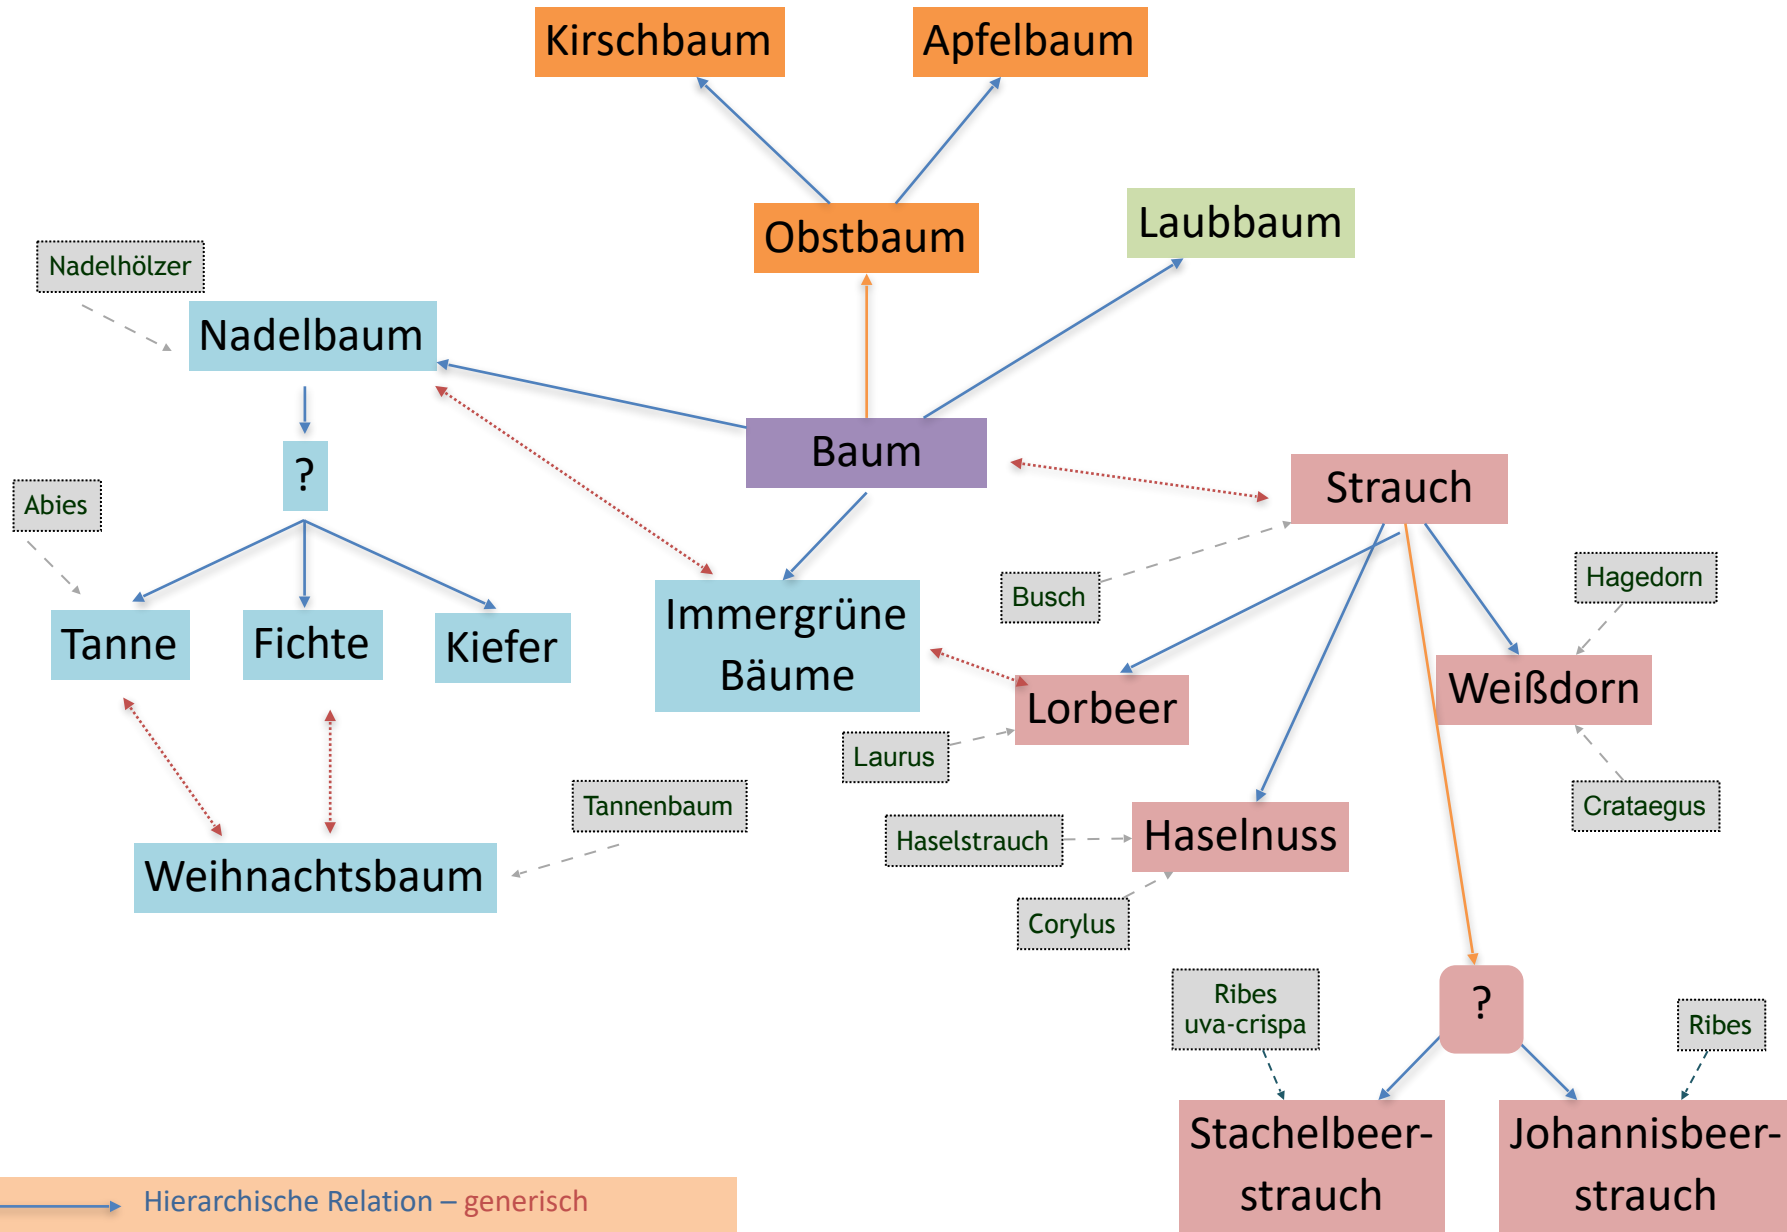 Kirschbaum
Apfelbaum
Obstbaum
Laubbaum
Nadelhölzer
Nadelbaum
Baum
?
Strauch
Abies
Busch
Hagedorn
Tanne
Fichte
Kiefer
Immergrüne
Bäume
Lorbeer
Weißdorn
Laurus
Tannenbaum
Crataegus
Haselstrauch
Haselnuss
Weihnachtsbaum
Corylus
Ribes
uva-crispa
?
Ribes
Stachelbeer-
strauch
Johannisbeer-
strauch
Hierarchische Relation – generisch